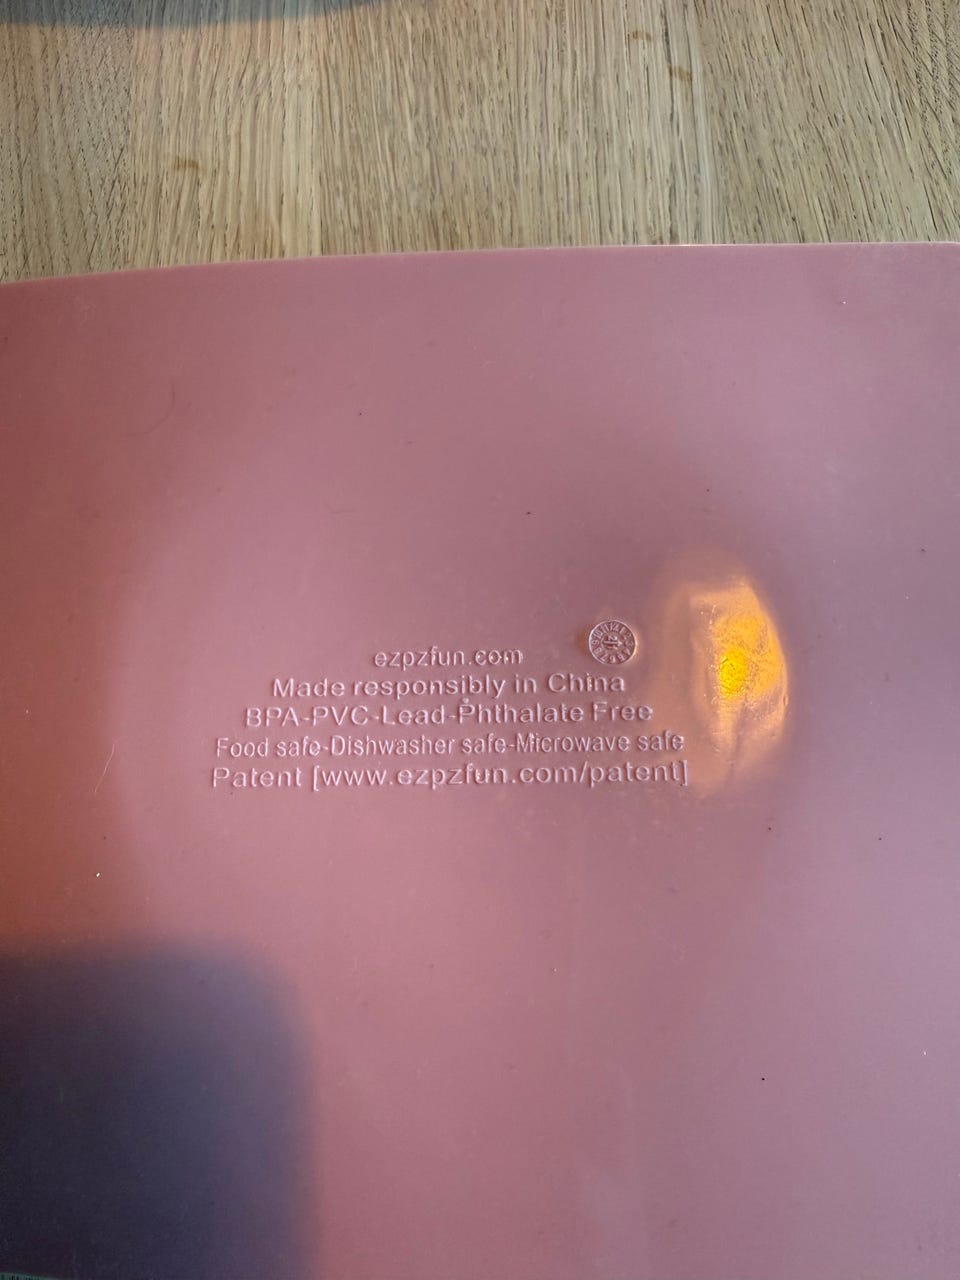 ezpzfun.com
Made responsibly in China
BPA-PVC-Lead-Phthalate Free
Food safe-Dishwasher safe-Microwave safe
Patent [www.ezpzfun.com/patent]